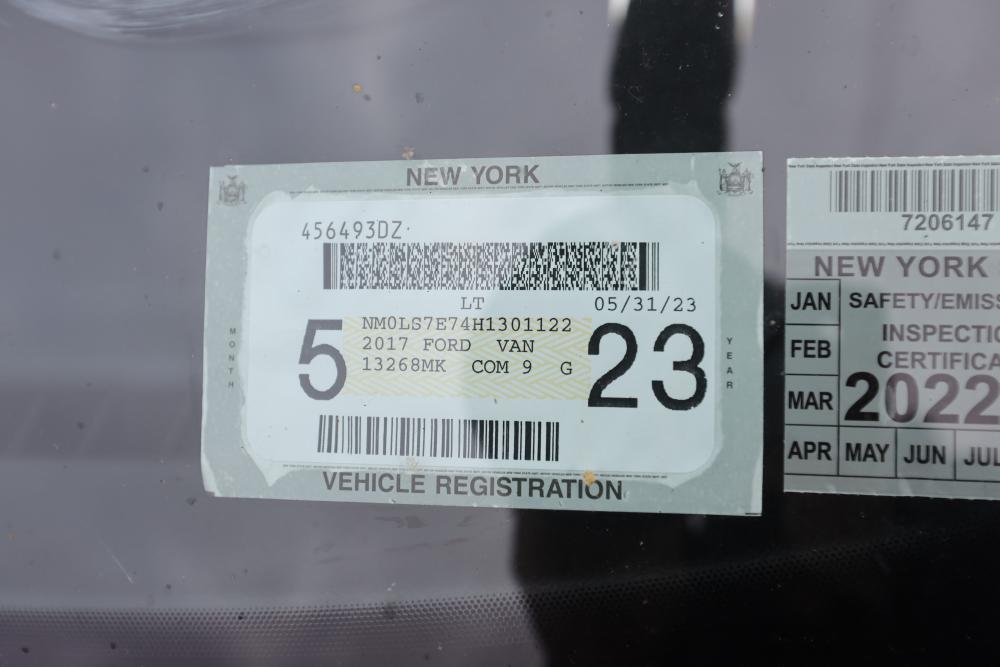 NEW YORK
456493DZ
LT 05/31/23
MONTH
5
NM0LS7E74H1301122
2017 FORD VAN
13268MK COM 9 G
23
YEAR
VEHICLE REGISTRATION
7206147
NEW YORK
JAN
SAFETY/EMISS
FEB
INSPECTIO
CERTIFICA
MAR
2022
APR MAY JUN JUL